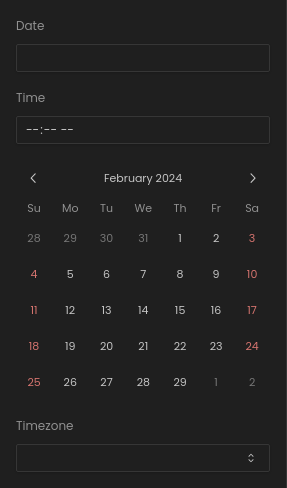 Date
Time
--:-- --
February 2024
Su Mo Tu We Th Fr Sa
28 29 30 31 1 2 3
4 5 6 7 8 9 10
11 12 13 14 15 16 17
18 19 20 21 22 23 24
25 26 27 28 29 1 2
Timezone